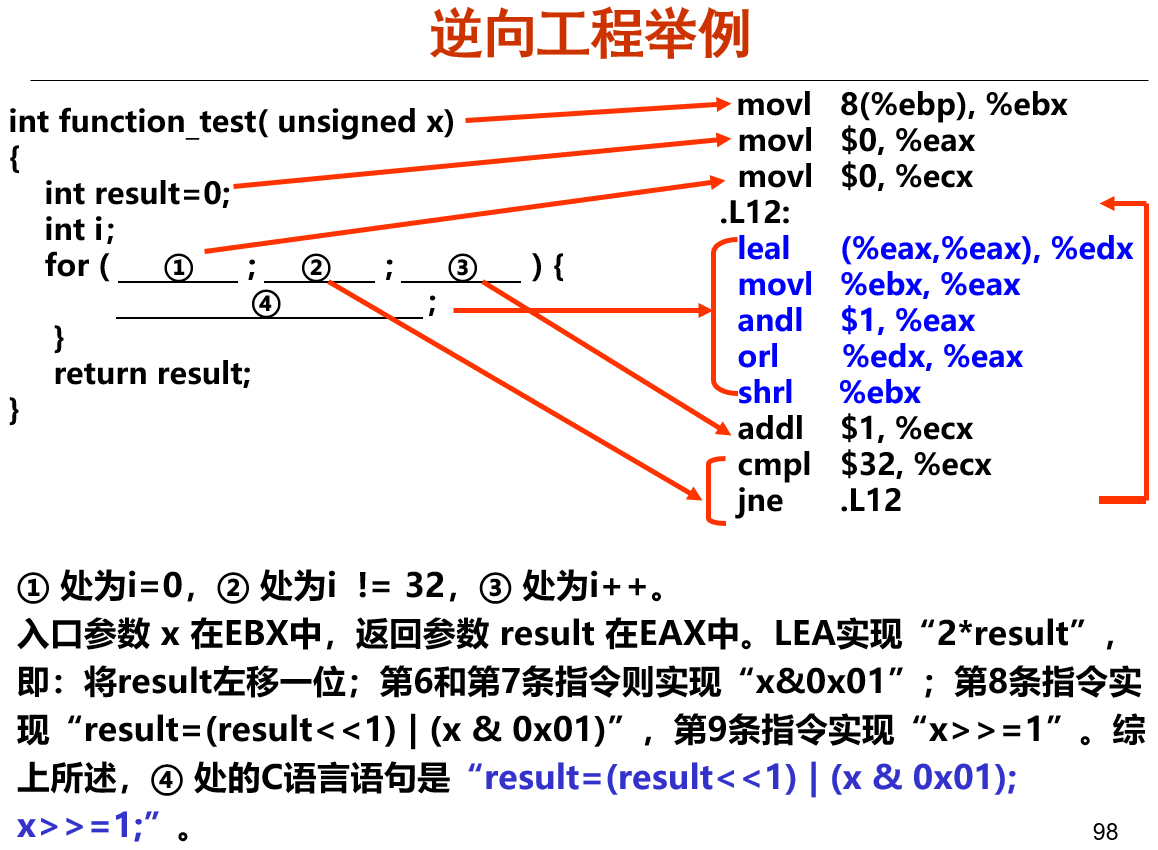 逆向工程举例
int function_test( unsigned x)
{
int result=0;
int i;
for ( ① ; ② ; ③ ) {
④ ;
}
return result;
}
movl 8(%ebp), %ebx
movl $0, %eax
movl $0, %ecx
.L12:
leal (%eax,%eax), %edx
movl %ebx, %eax
andl $1, %eax
orl %edx, %eax
shrl %ebx
addl $1, %ecx
cmpl $32, %ecx
jne .L12
① 处为i=0，② 处为i != 32，③ 处为i++。
入口参数 x 在EBX中，返回参数 result 在EAX中。LEA实现“2*result”，
即：将result左移一位；第6和第7条指令则实现“x&0x01”；第8条指令实
现“result=(result<<1) | (x & 0x01)”，第9条指令实现“x>>=1”。综
上所述，④ 处的C语言语句是“result=(result<<1) | (x & 0x01);
x>>=1;”。
98